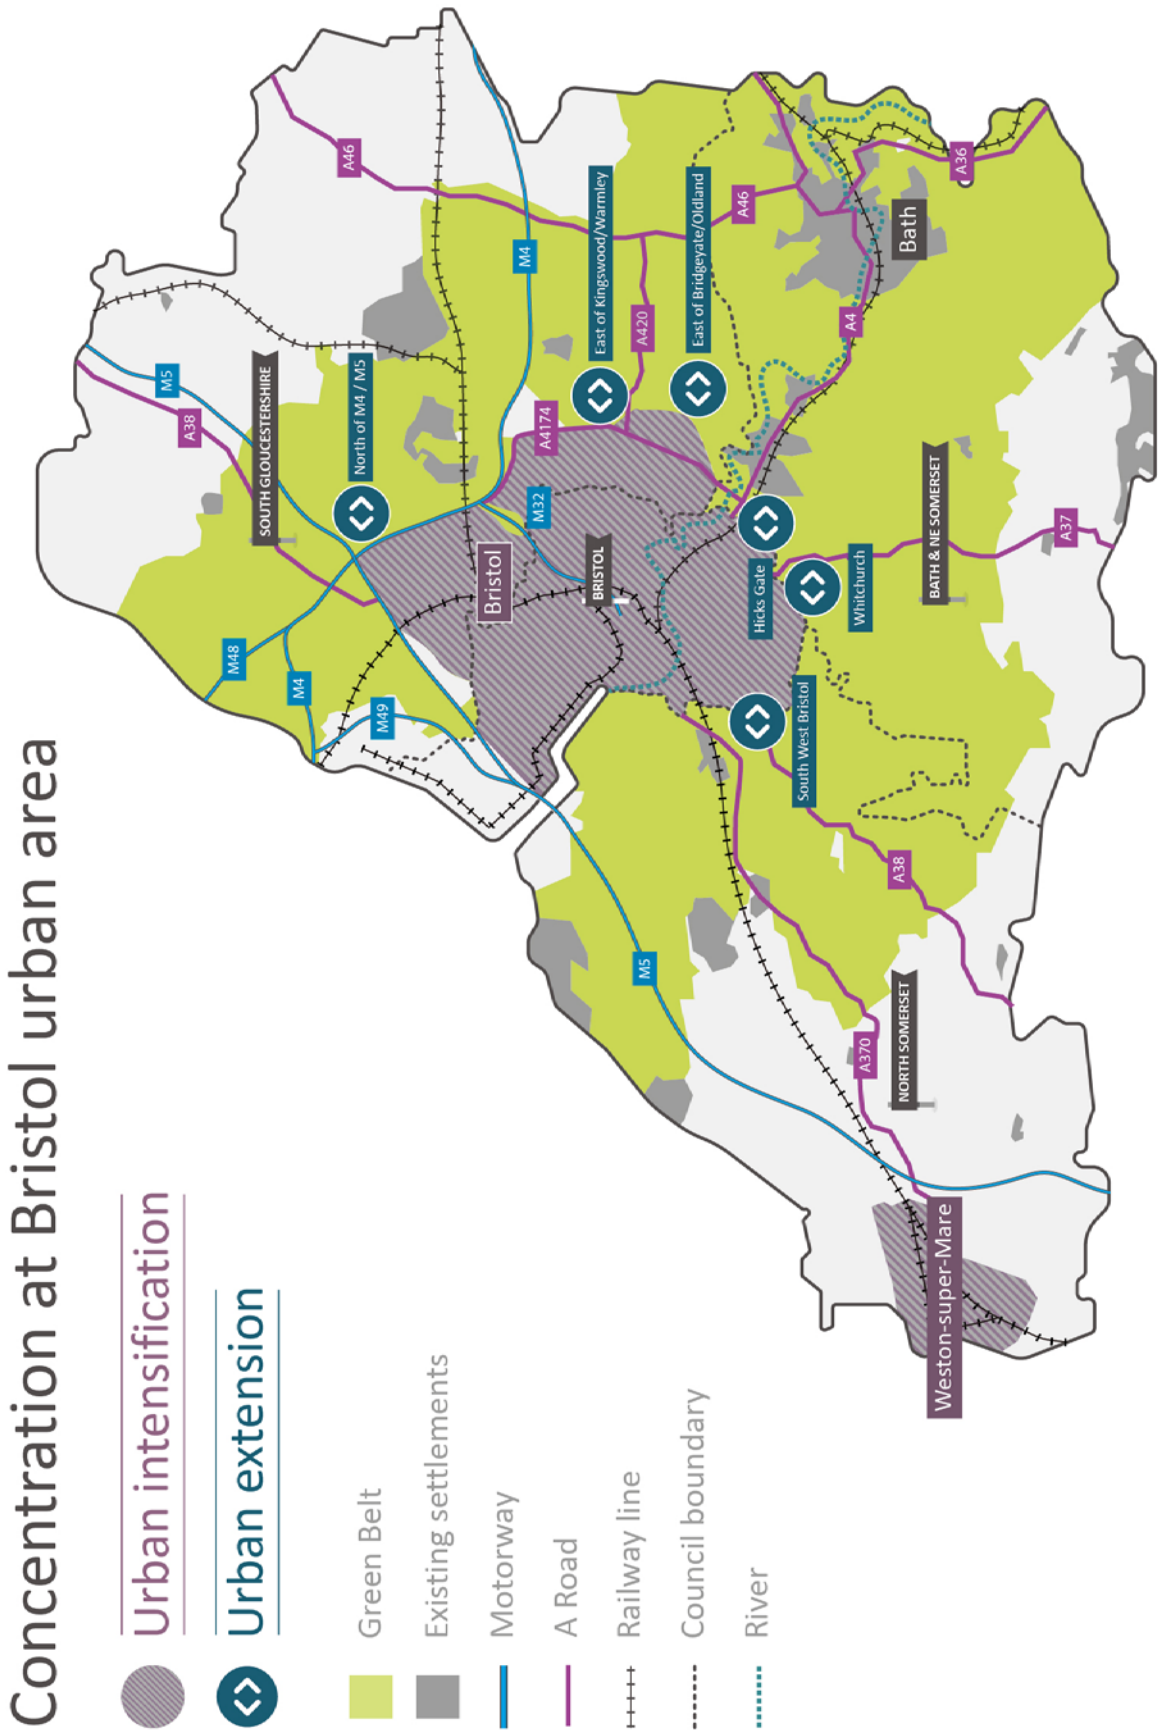 Concentration at Bristol urban area
Urban intensification
Urban extension
Green Belt
Existing settlements
Motorway
A Road
Railway line
Council boundary
River
A46
M5
A38
SOUTH GLOUCESTERSHIRE
North of M4 / M5
M4
M48
M4
M49
A4174
M32
East of Kingswood/Warmley
A420
East of Bridgeyate/Oldland
A46
A36
Bath
A4
Bristol
BRISTOL
Hicks Gate
Whitchurch
BATH & NE SOMERSET
A37
South West Bristol
A38
M5
NORTH SOMERSET
A370
Weston-super-Mare